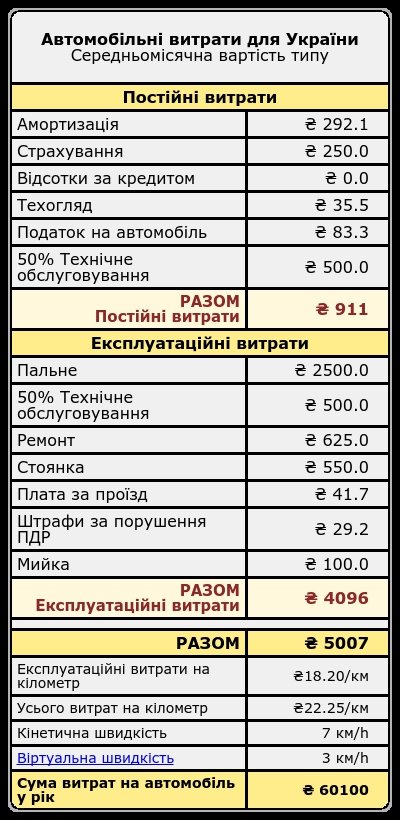 Автомобільні витрати для України
Середньомісячна вартість типу
Постійні витрати
Амортизація ₴ 292.1
Страхування ₴ 250.0
Відсотки за кредитом ₴ 0.0
Техогляд ₴ 35.5
Податок на автомобіль ₴ 83.3
50% Технічне
обслуговування ₴ 500.0
РАЗОМ
Постійні витрати ₴ 911
Експлуатаційні витрати
Пальне ₴ 2500.0
50% Технічне
обслуговування ₴ 500.0
Ремонт ₴ 625.0
Стоянка ₴ 550.0
Плата за проїзд ₴ 41.7
Штрафи за порушення
ПДР ₴ 29.2
Мийка ₴ 100.0
РАЗОМ
Експлуатаційні витрати ₴ 4096
РАЗОМ ₴ 5007
Експлуатаційні витрати на
кілометр ₴18.20/км
Усього витрат на кілометр ₴22.25/км
Кінетична швидкість 7 км/h
Віртуальна швидкість 3 км/h
Сума витрат на автомобіль
у рік ₴ 60100